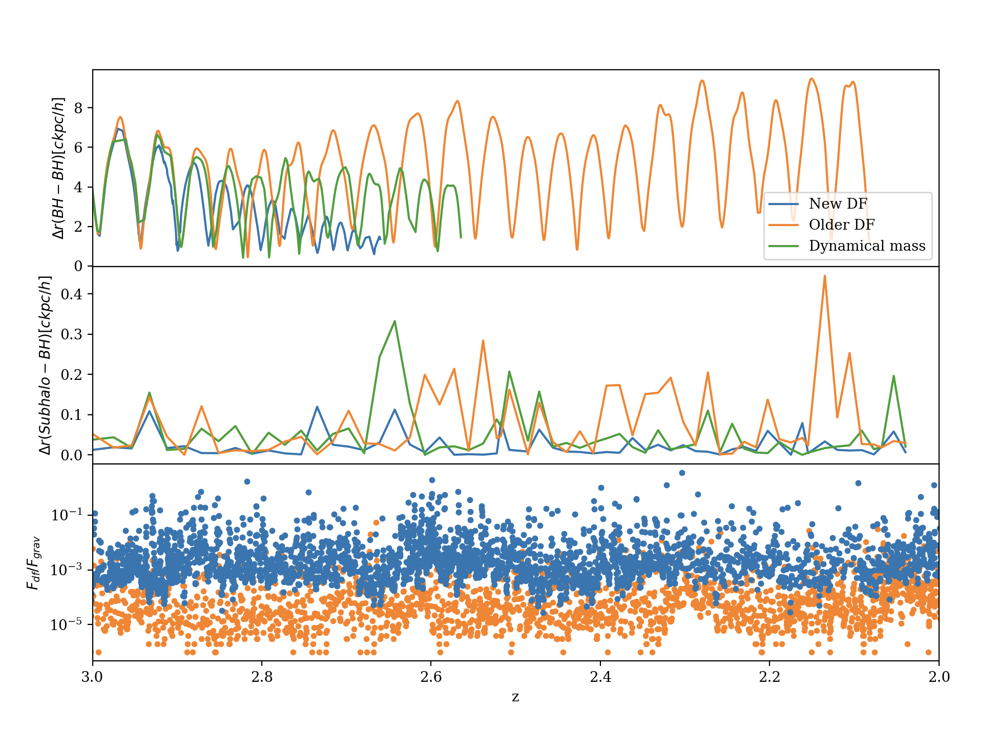 Δr(BH − BH)[ckpc/h]
8
6
4
2
0
New DF
Older DF
Dynamical mass
Δr(Subhalo − BH)[ckpc/h]
0.4
0.3
0.2
0.1
0.0
F_df/F_grav
10⁻¹
10⁻³
10⁻⁵
3.0 2.8 2.6 2.4 2.2 2.0
z